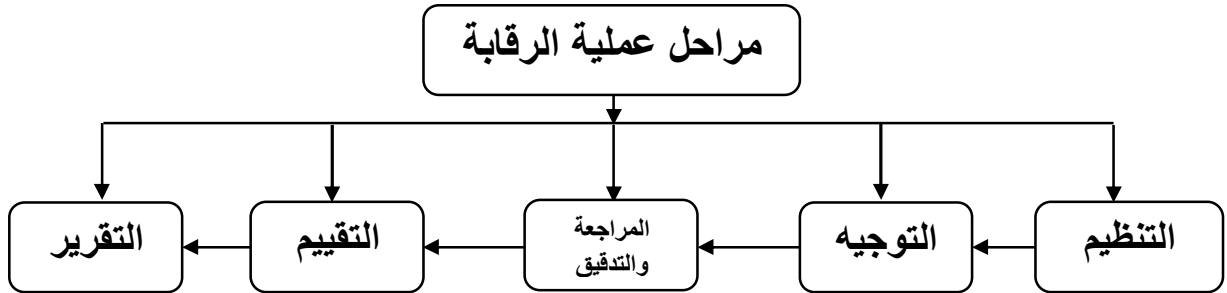 مراحل عملية الرقابة
التنظيم
التوجيه
المراجعة
والتدقيق
التقييم
التقرير